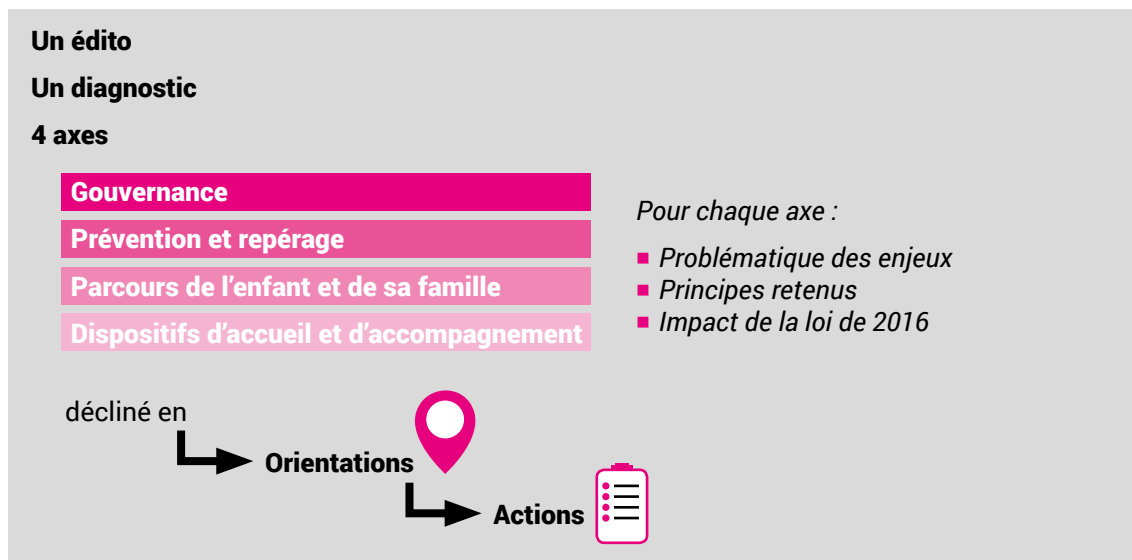 Un édito
Un diagnostic
4 axes
Gouvernance
Prévention et repérage
Parcours de l'enfant et de sa famille
Dispositifs d'accueil et d'accompagnement
Pour chaque axe :
Problématique des enjeux
Principes retenus
Impact de la loi de 2016
décliné en
Orientations
Actions